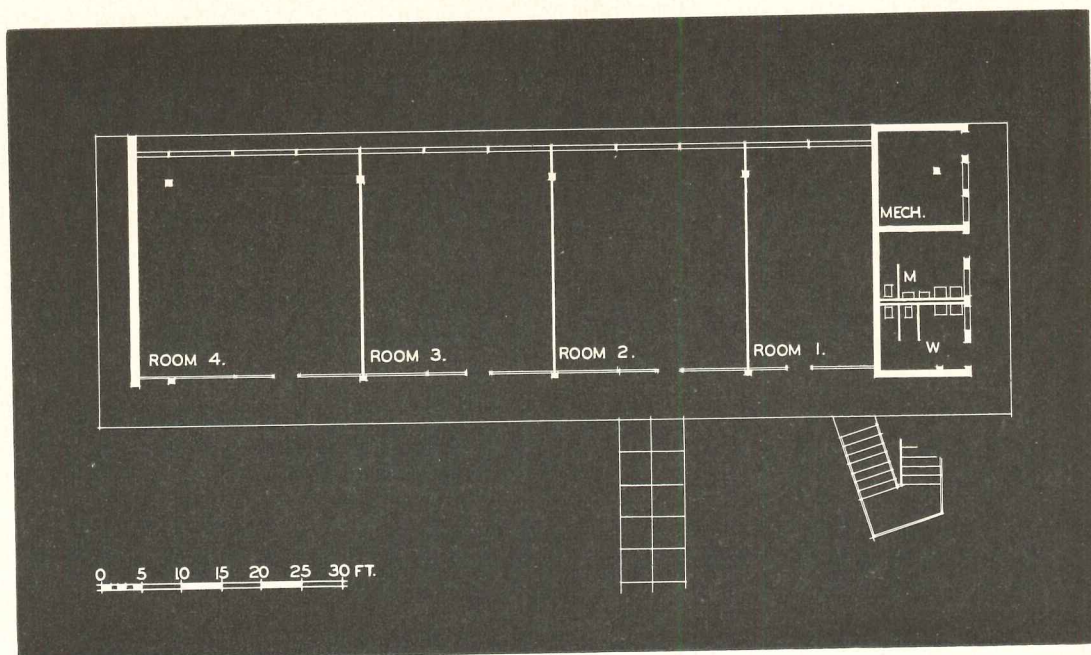 MECH.
M
ROOM 4.
ROOM 3.
ROOM 2.
ROOM 1.
W
0 5 10 15 20 25 30 FT.